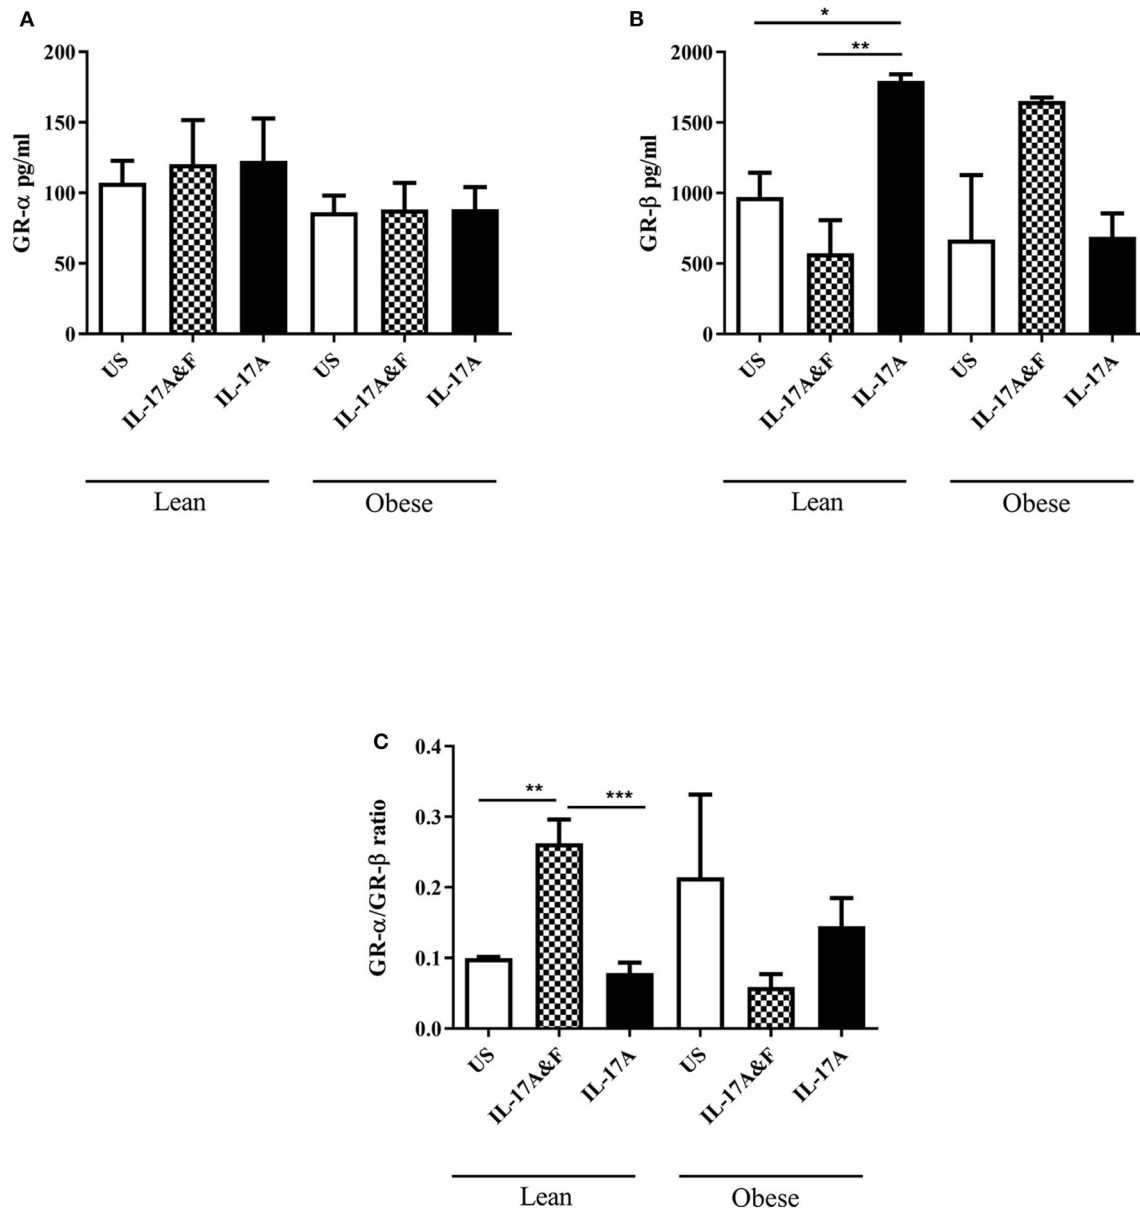 A
GR-α pg/ml
200
150
100
50
0
US
IL-17A&F
IL-17A
US
IL-17A&F
IL-17A
Lean
Obese
B
GR-β pg/ml
*
**
2000
1500
1000
500
0
US
IL-17A&F
IL-17A
US
IL-17A&F
IL-17A
Lean
Obese
C
GR-α/GR-β ratio
**
***
0.4
0.3
0.2
0.1
0.0
US
IL-17A&F
IL-17A
US
IL-17A&F
IL-17A
Lean
Obese